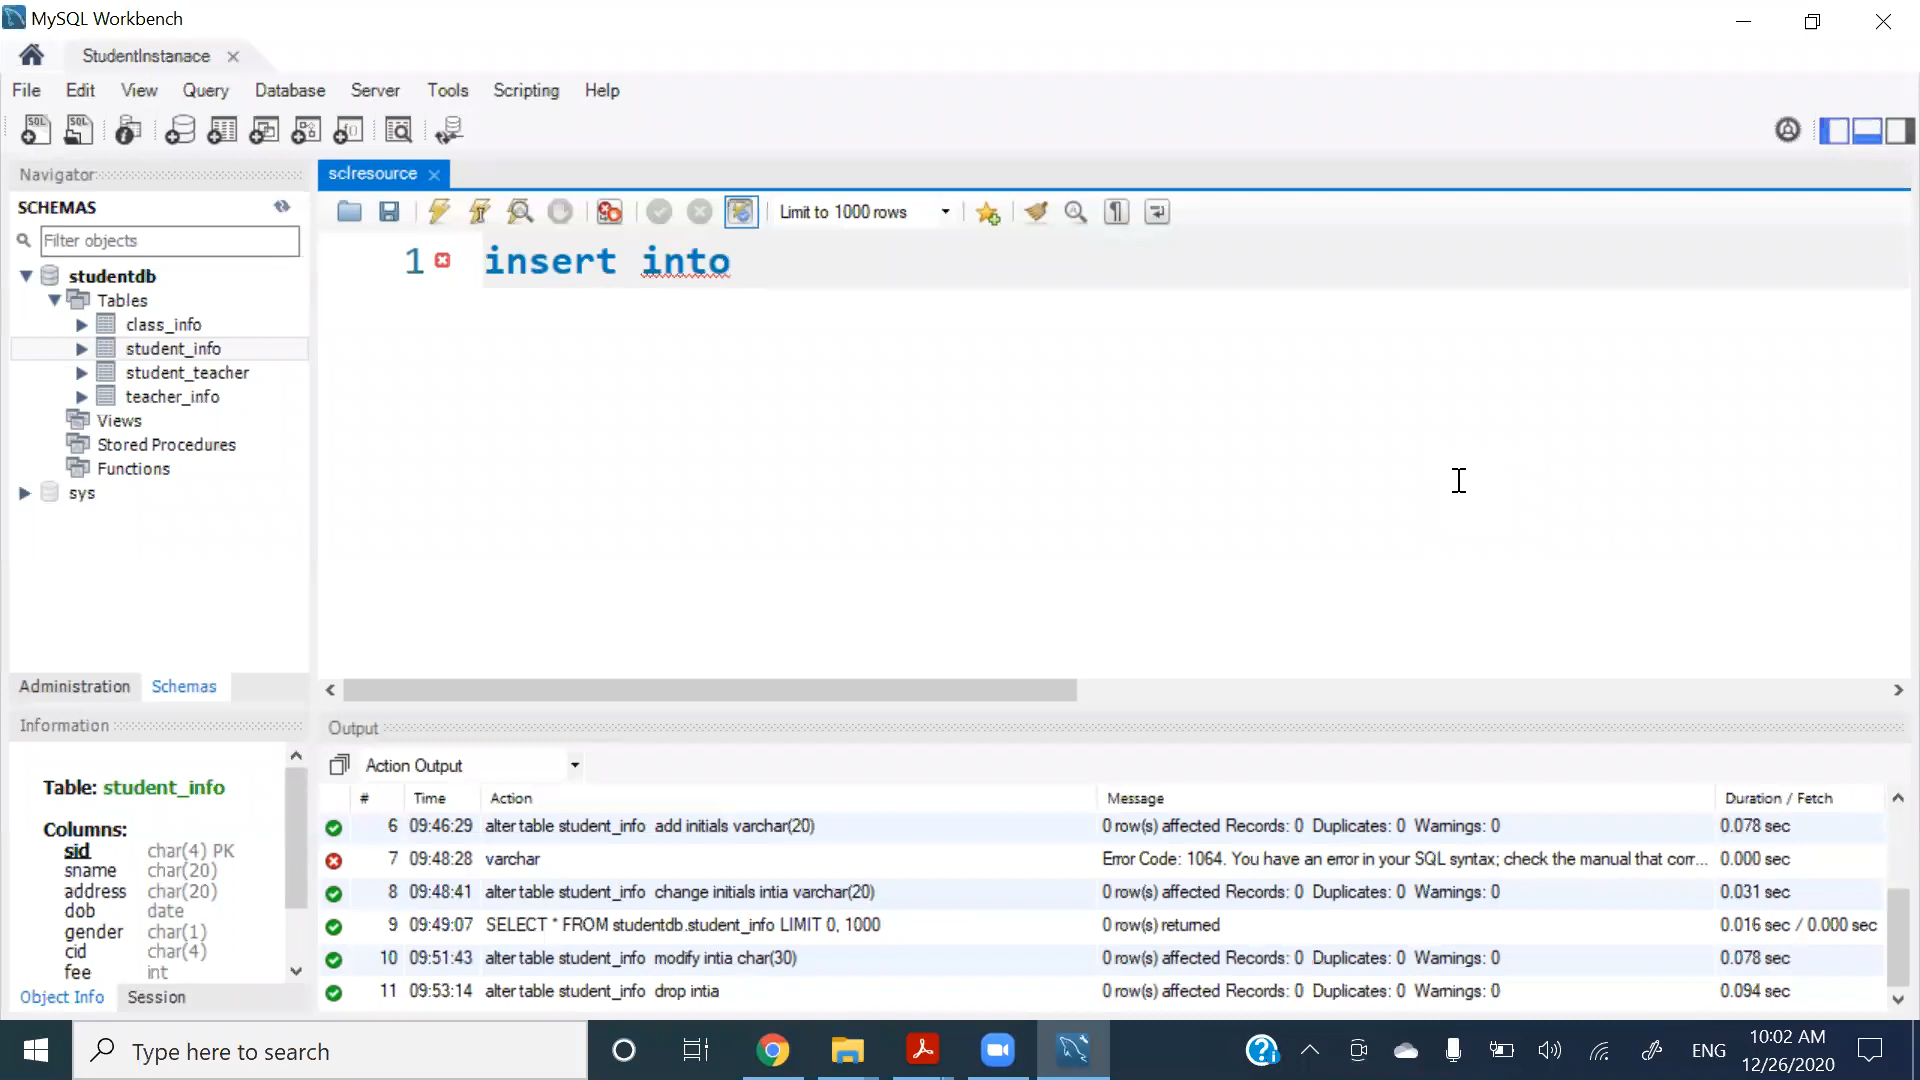 MySQL Workbench
StudentInstanace
File Edit View Query Database Server Tools Scripting Help
Navigator
SCHEMAS
Filter objects
studentdb
Tables
class_info
student_info
student_teacher
teacher_info
Views
Stored Procedures
Functions
sys
Administration Schemas
Information
Table: student_info
Columns:
sid char(4) PK
sname char(20)
address char(20)
dob date
gender char(1)
cid char(4)
fee int
Object Info Session
sclresource
Limit to 1000 rows
1 insert into
Output
Action Output
# Time Action Message Duration / Fetch
6 09:46:29 alter table student_info add initials varchar(20) 0 row(s) affected Records: 0 Duplicates: 0 Warnings: 0 0.078 sec
7 09:48:28 varchar Error Code: 1064. You have an error in your SQL syntax; check the manual that corr... 0.000 sec
8 09:48:41 alter table student_info change initials intia varchar(20) 0 row(s) affected Records: 0 Duplicates: 0 Warnings: 0 0.031 sec
9 09:49:07 SELECT * FROM studentdb.student_info LIMIT 0, 1000 0 row(s) returned 0.016 sec / 0.000 sec
10 09:51:43 alter table student_info modify intia char(30) 0 row(s) affected Records: 0 Duplicates: 0 Warnings: 0 0.078 sec
11 09:53:14 alter table student_info drop intia 0 row(s) affected Records: 0 Duplicates: 0 Warnings: 0 0.094 sec
Type here to search
ENG
10:02 AM
12/26/2020